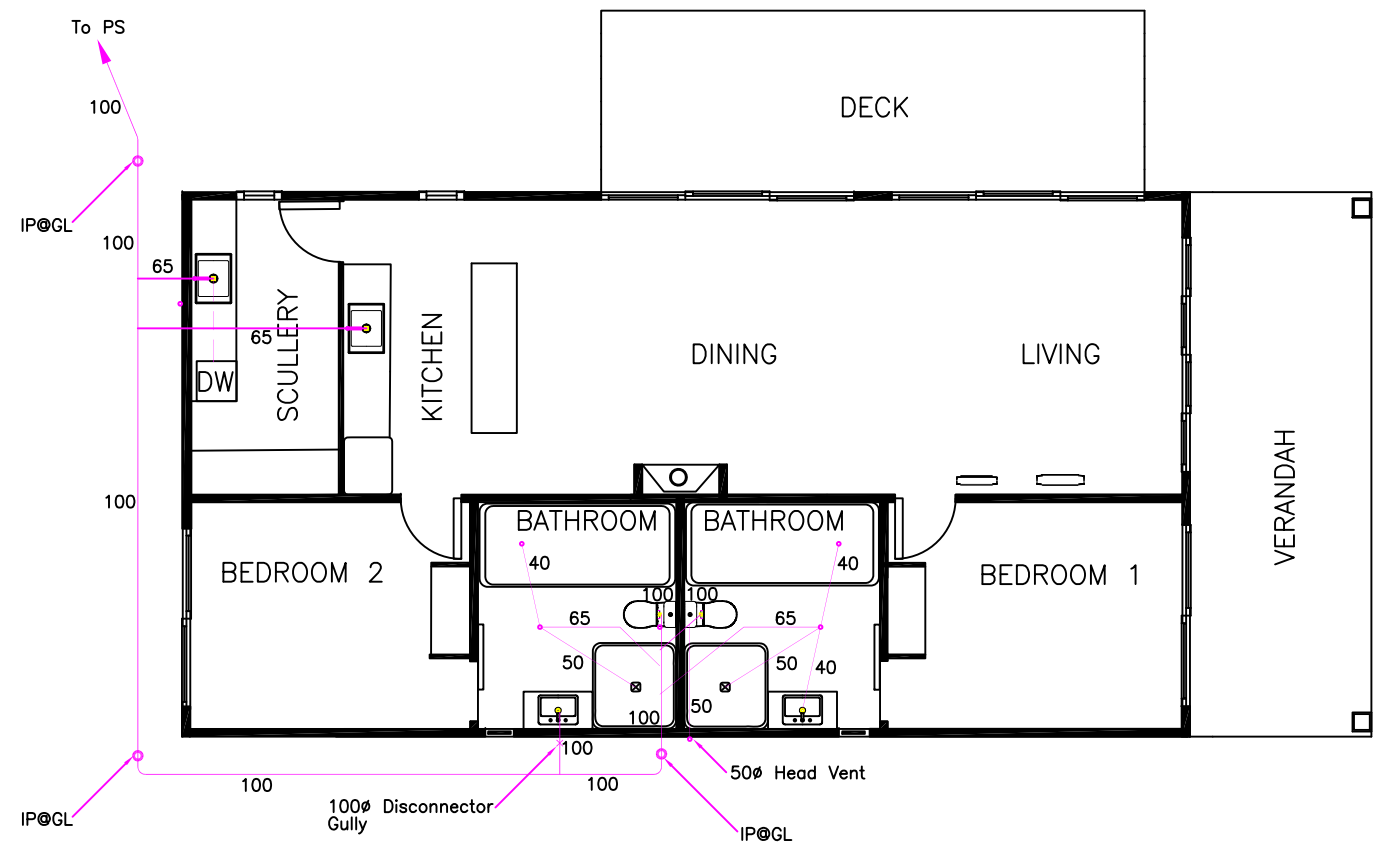 To PS
100
DECK
IP@GL
100
65
65
SCULLERY
KITCHEN
DINING
LIVING
DW
VERANDAH
100
BATHROOM
BATHROOM
40
40
BEDROOM 2
BEDROOM 1
100
100
65
65
50
50
40
100
50
100
50ø Head Vent
100
100
100ø Disconnector
Gully
IP@GL
IP@GL